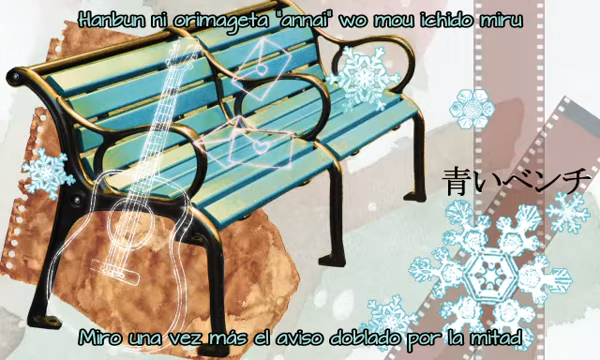 Hanbun ni orimageta "annai" wo mou ichido miru
青いベンチ
Miro una vez más el aviso doblado por la mitad